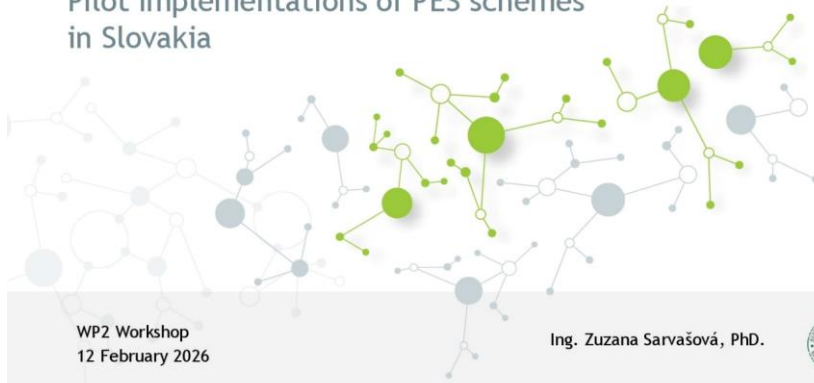 Pilot implementations of PES schemes
in Slovakia
WP2 Workshop
12 February 2026
Ing. Zuzana Sarvašová, PhD.